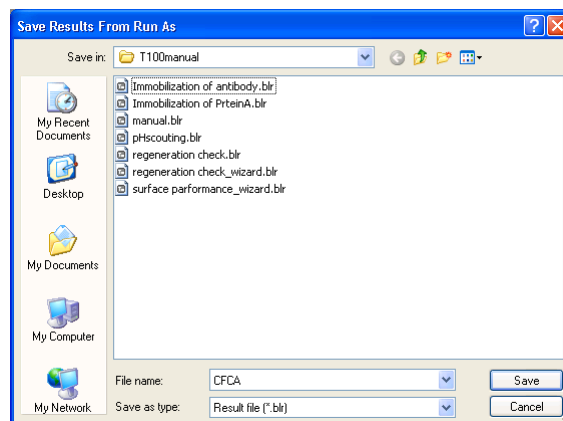 Save Results From Run As
Save in: T100manual
Immobilization of antibody.blr
Immobilization of PrteinA.blr
manual.blr
pHscouting.blr
regeneration check.blr
regeneration check_wizard.blr
surface parformance_wizard.blr
My Recent
Documents
Desktop
My Documents
My Computer
My Network
File name: CFCA Save
Save as type: Result file (*.blr) Cancel